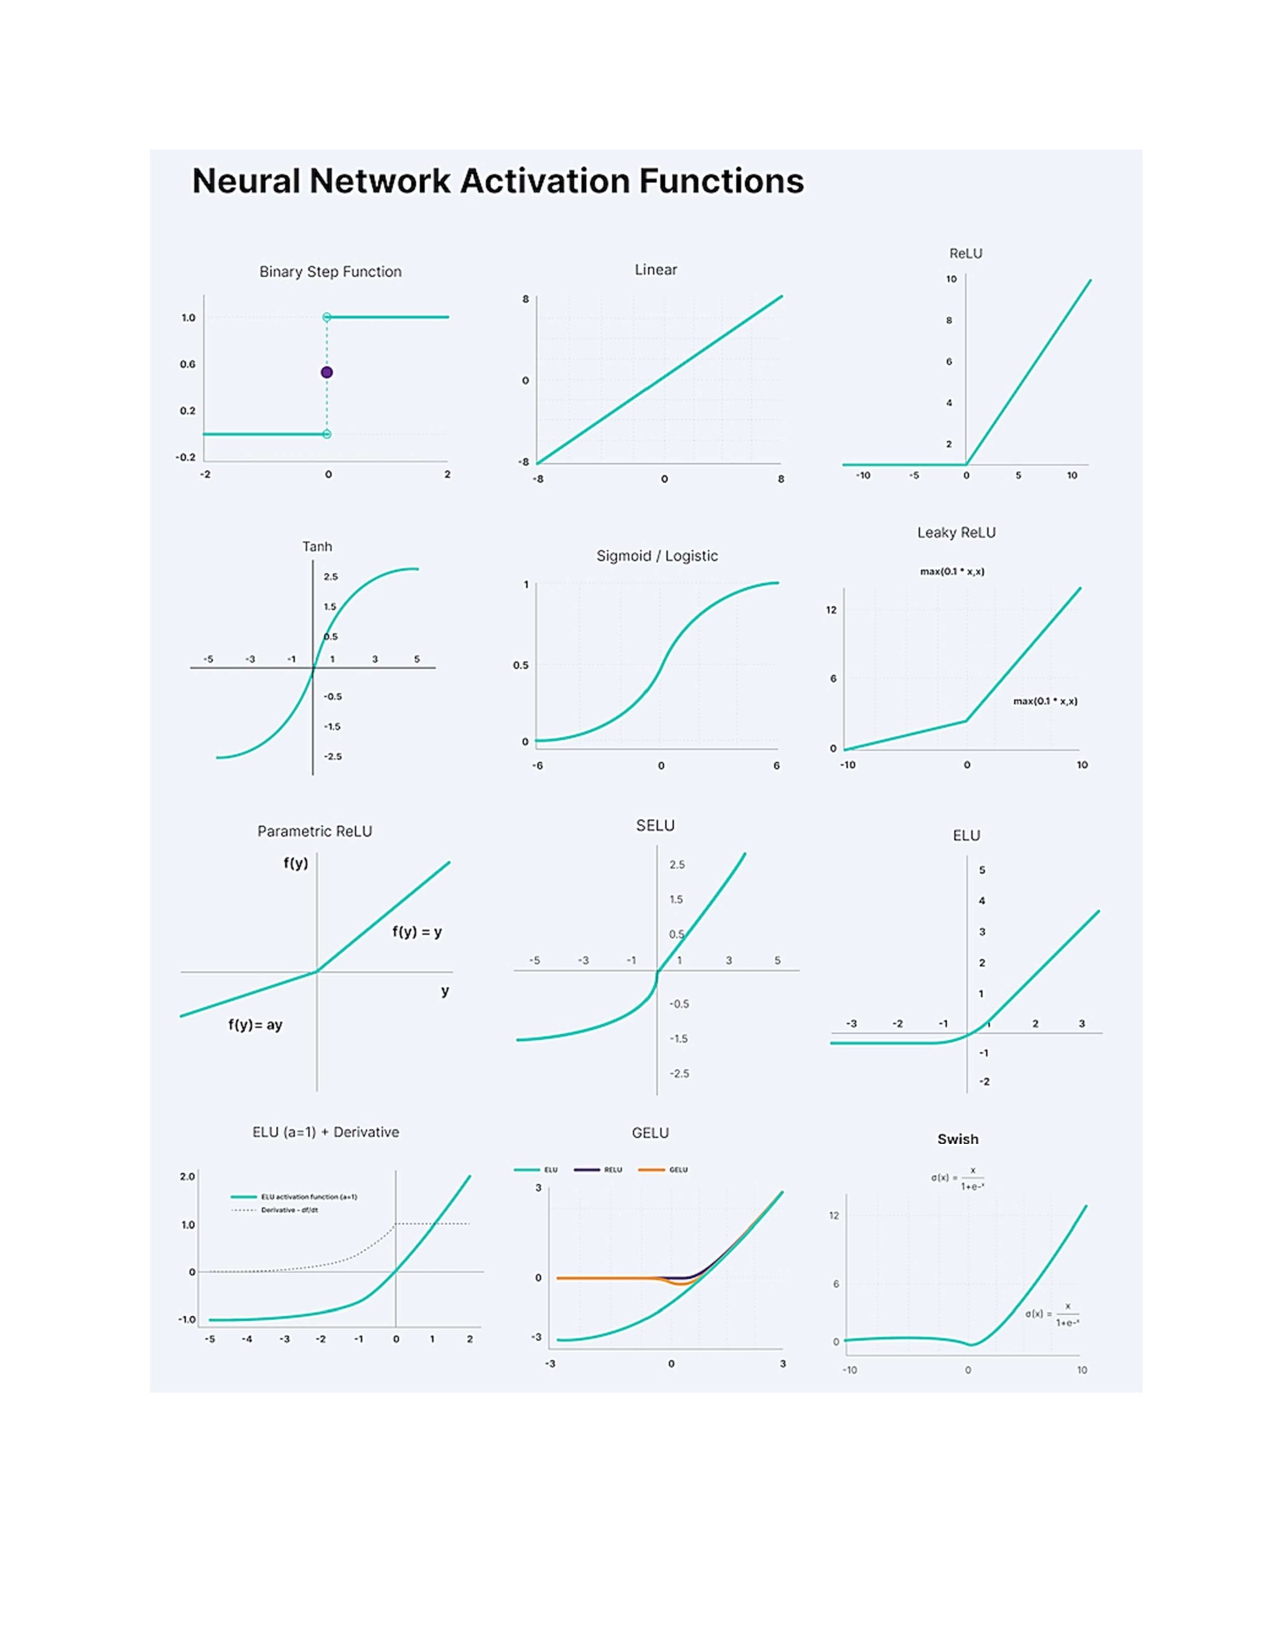 Neural Network Activation Functions
Binary Step Function
1.0
0.6
0.2
-0.2
-2 0 2
Linear
8
0
-8
-8 0 8
ReLU
10
8
6
4
2
-10 -5 0 5 10
Tanh
2.5
1.5
0.5
-5 -3 -1 1 3 5
-0.5
-1.5
-2.5
Sigmoid / Logistic
1
0.5
0
-6 0 6
Leaky ReLU
max(0.1 * x,x)
12
6
max(0.1 * x,x)
0
-10 0 10
Parametric ReLU
f(y)
f(y) = y
y
f(y)= ay
SELU
2.5
1.5
0.5
-5 -3 -1 1 3 5
-0.5
-1.5
-2.5
ELU
5
4
3
2
1
-3 -2 -1 1 2 3
-1
-2
ELU (a=1) + Derivative
2.0
ELU activation function (a=1)
Derivative - df/dt
1.0
0
-1.0
-5 -4 -3 -2 -1 0 1 2
GELU
ELU RELU GELU
3
0
-3
-3 0 3
Swish
σ(x) = x
1+e-ˣ
12
6
σ(x) = x
1+e-ˣ
0
-10 0 10